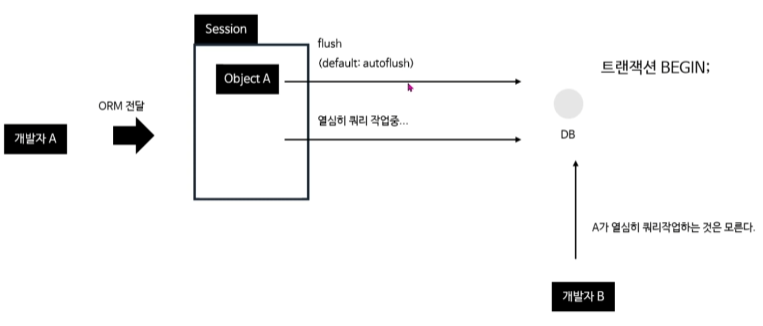 Session
flush
(default: autoflush)
트랜잭션 BEGIN;
Object A
ORM 전달
열심히 쿼리 작업중...
개발자 A
DB
A가 열심히 쿼리작업하는 것은 모른다.
개발자 B